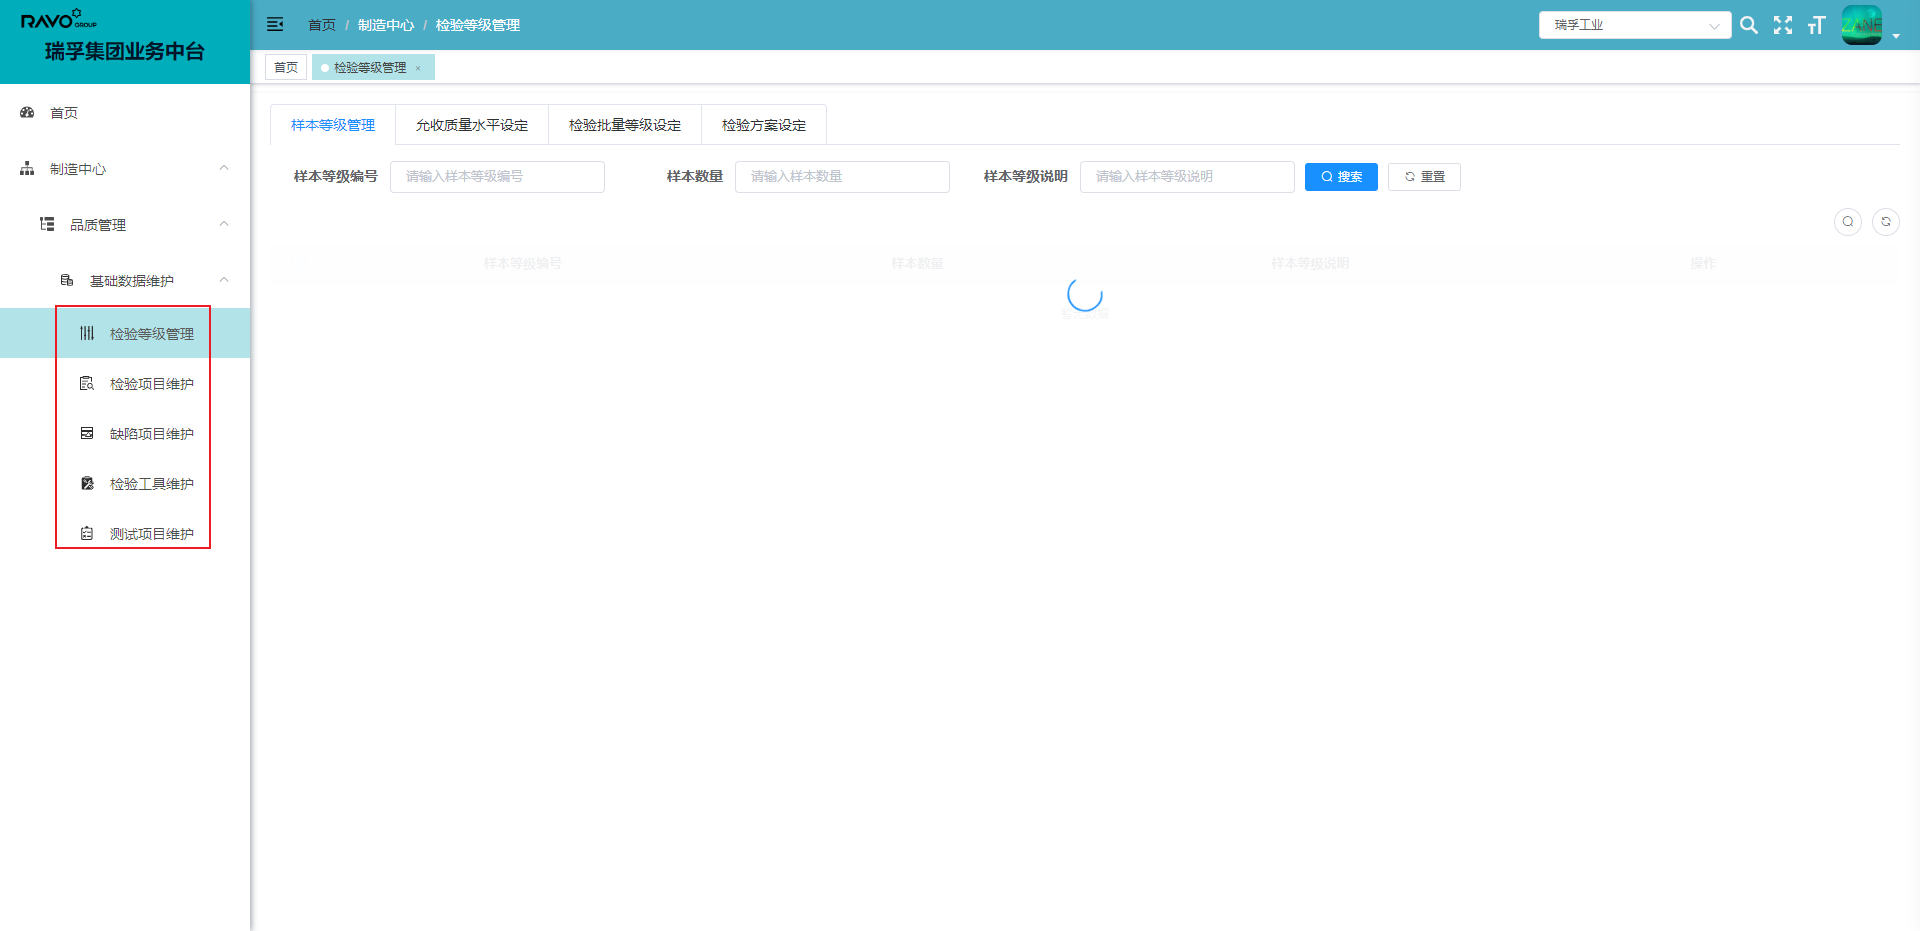 RAVO GROUP
瑞孚集团业务中台
首页 / 制造中心 / 检验等级管理
瑞孚工业
ZANE
首页
检验等级管理 ×
首页
制造中心
品质管理
基础数据维护
检验等级管理
检验项目维护
缺陷项目维护
检验工具维护
测试项目维护
样本等级管理 允收质量水平设定 检验批量等级设定 检验方案设定
样本等级编号 请输入样本等级编号 样本数量 请输入样本数量 样本等级说明 请输入样本等级说明 搜索 重置
样本等级编号 样本数量 样本等级说明 操作